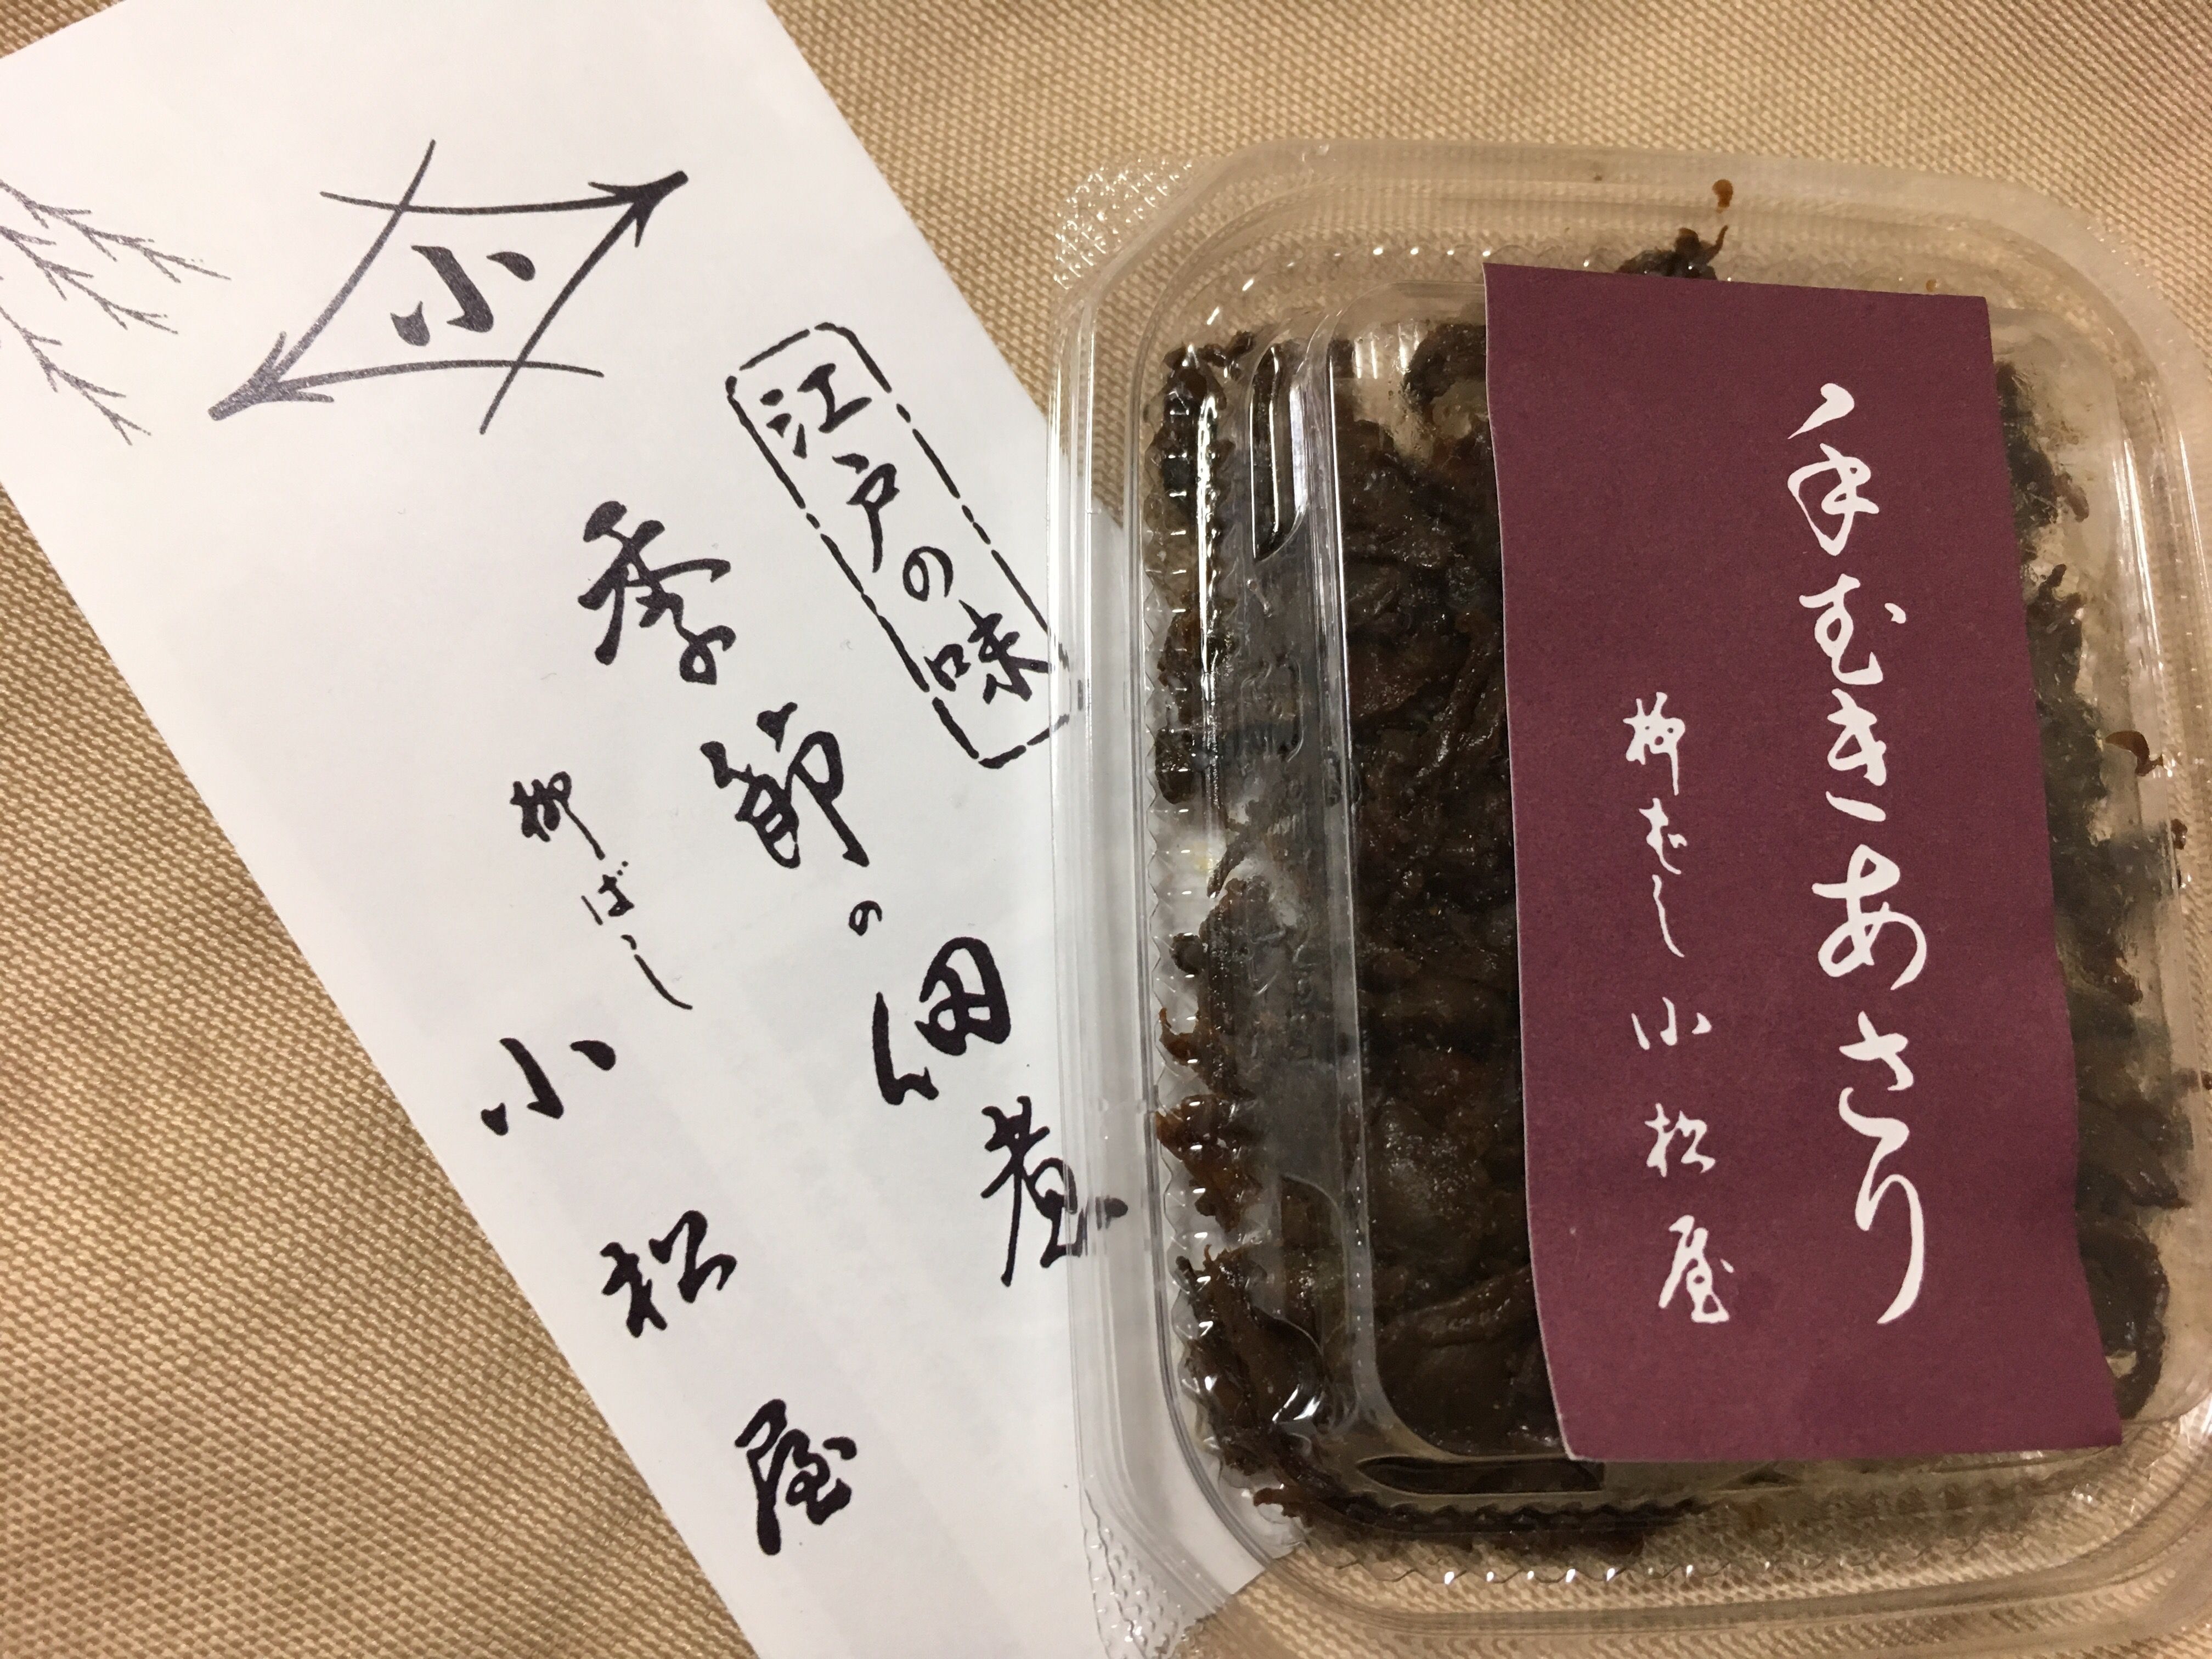 小
江戸の味
季節の佃煮
柳ばし
小松屋
手むきあさり
柳むし小松屋